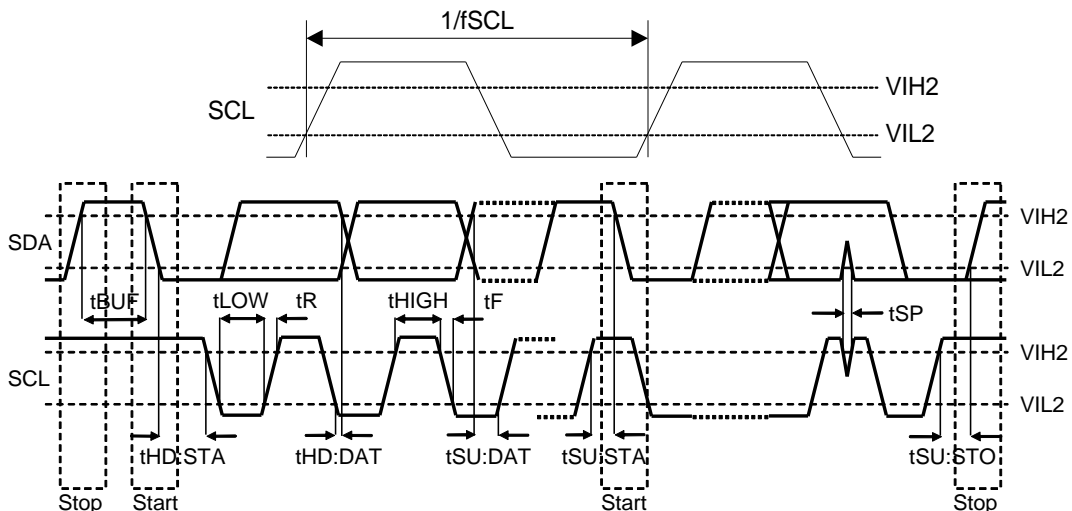 1/fSCL
SCL
VIH2
VIL2
SDA
VIH2
VIL2
tBUF
tLOW
tR
tHIGH
tF
tSP
SCL
VIH2
VIL2
tHD:STA
tHD:DAT
tSU:DAT
tSU:STA
tSU:STO
Stop
Start
Start
Stop